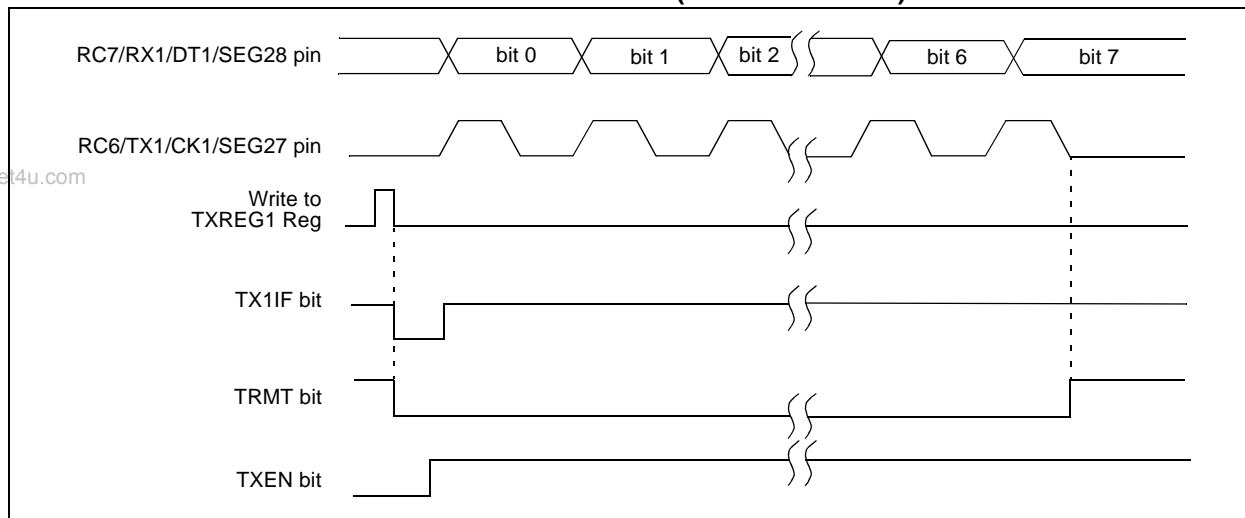 RC7/RX1/DT1/SEG28 pin
bit 0
bit 1
bit 2
bit 6
bit 7
RC6/TX1/CK1/SEG27 pin
et4u.com
Write to
TXREG1 Reg
TX1IF bit
TRMT bit
TXEN bit